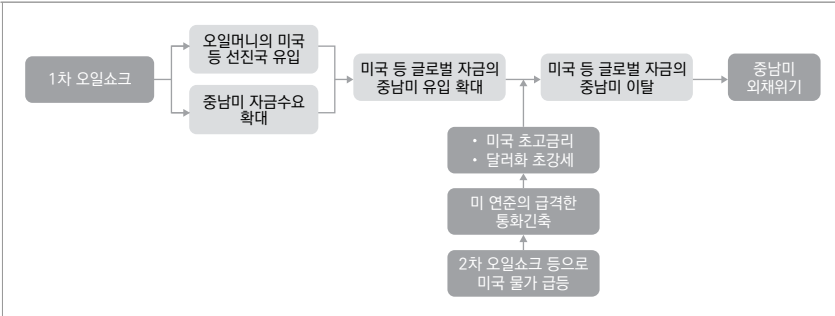 1차 오일쇼크
오일머니의 미국
등 선진국 유입
중남미 자금수요
확대
미국 등 글로벌 자금의
중남미 유입 확대
미국 등 글로벌 자금의
중남미 이탈
중남미
외채위기
• 미국 초고금리
• 달러화 초강세
미 연준의 급격한
통화긴축
2차 오일쇼크 등으로
미국 물가 급등